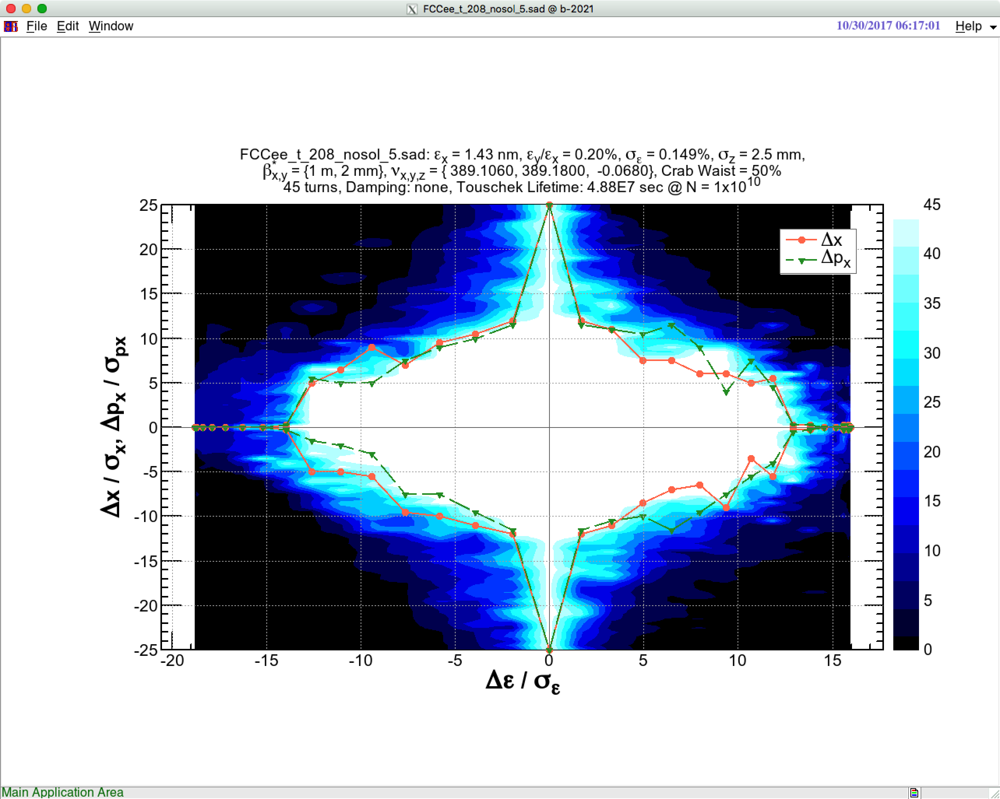 FCCee_t_208_nosol_5.sad @ b-2021
File Edit Window 10/30/2017 06:17:01 Help
FCCee_t_208_nosol_5.sad: εx = 1.43 nm, εy/εx = 0.20%, σε = 0.149%, σz = 2.5 mm,
β*x,y = {1 m, 2 mm}, νx,y,z = { 389.1060, 389.1800, -0.0680}, Crab Waist = 50%
45 turns, Damping: none, Touschek Lifetime: 4.88E7 sec @ N = 1x10^10
25
20
15
10
5
0
-5
-10
-15
-20
-25
Δx / σx, Δpx / σpx
Δx
Δpx
45
40
35
30
25
20
15
10
5
0
-20 -15 -10 -5 0 5 10 15
Δε / σε
Main Application Area